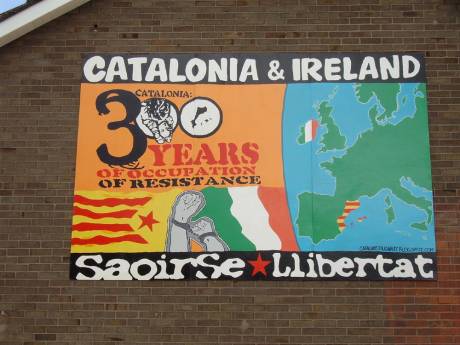 CATALONIA & IRELAND
CATALONIA:
300
YEARS
OF OCCUPATION
OF RESISTANCE
Saoirse ★ Llibertat